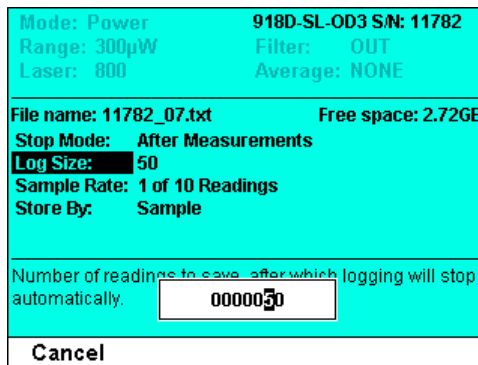 Mode: Power 918D-SL-OD3 S/N: 11782
Range: 300µW Filter: OUT
Laser: 800 Average: NONE
File name: 11782_07.txt Free space: 2.72GE
Stop Mode: After Measurements
Log Size: 50
Sample Rate: 1 of 10 Readings
Store By: Sample
Number of readings to save, after which logging will stop
automatically. 0000050
Cancel